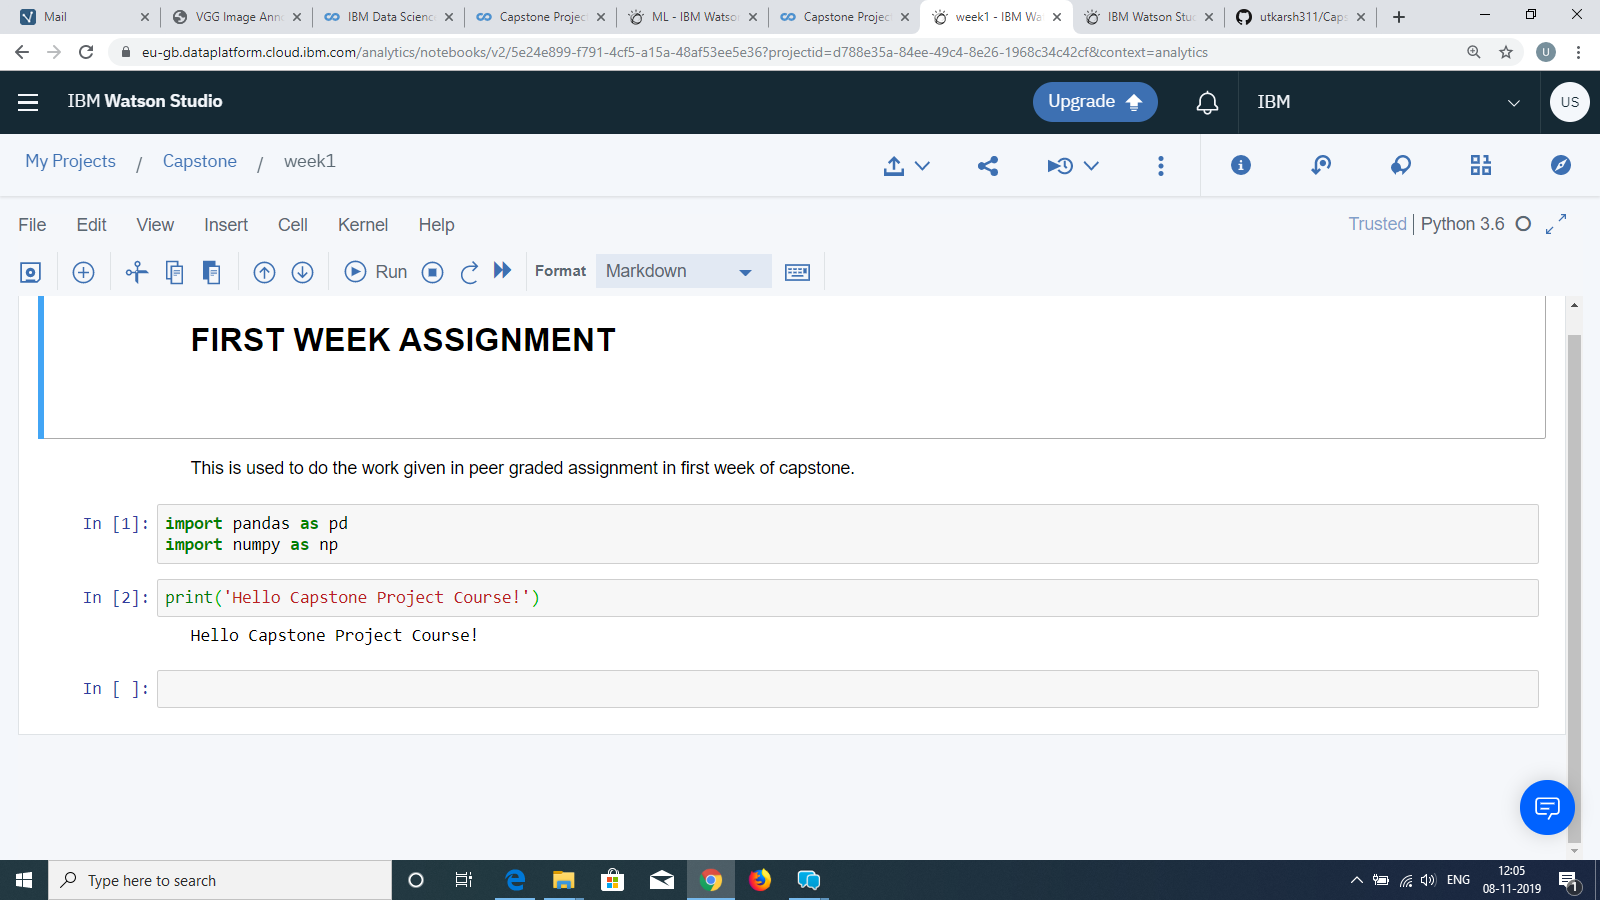 Mail
VGG Image Anno
IBM Data Scienc
Capstone Projec
ML - IBM Watso
Capstone Projec
week1 - IBM Wa
IBM Watson Stud
utkarsh311/Caps
eu-gb.dataplatform.cloud.ibm.com/analytics/notebooks/v2/5e24e899-f791-4cf5-a15a-48af53ee5e36?projectid=d788e35a-84ee-49c4-8e26-1968c34c42cf&context=analytics
U
IBM Watson Studio
Upgrade
IBM
US
My Projects / Capstone / week1
File Edit View Insert Cell Kernel Help
Trusted | Python 3.6
Run
Format
Markdown
FIRST WEEK ASSIGNMENT
This is used to do the work given in peer graded assignment in first week of capstone.
In [1]: import pandas as pd
import numpy as np
In [2]: print('Hello Capstone Project Course!')
Hello Capstone Project Course!
In [ ]:
Type here to search
ENG
12:05
08-11-2019
1